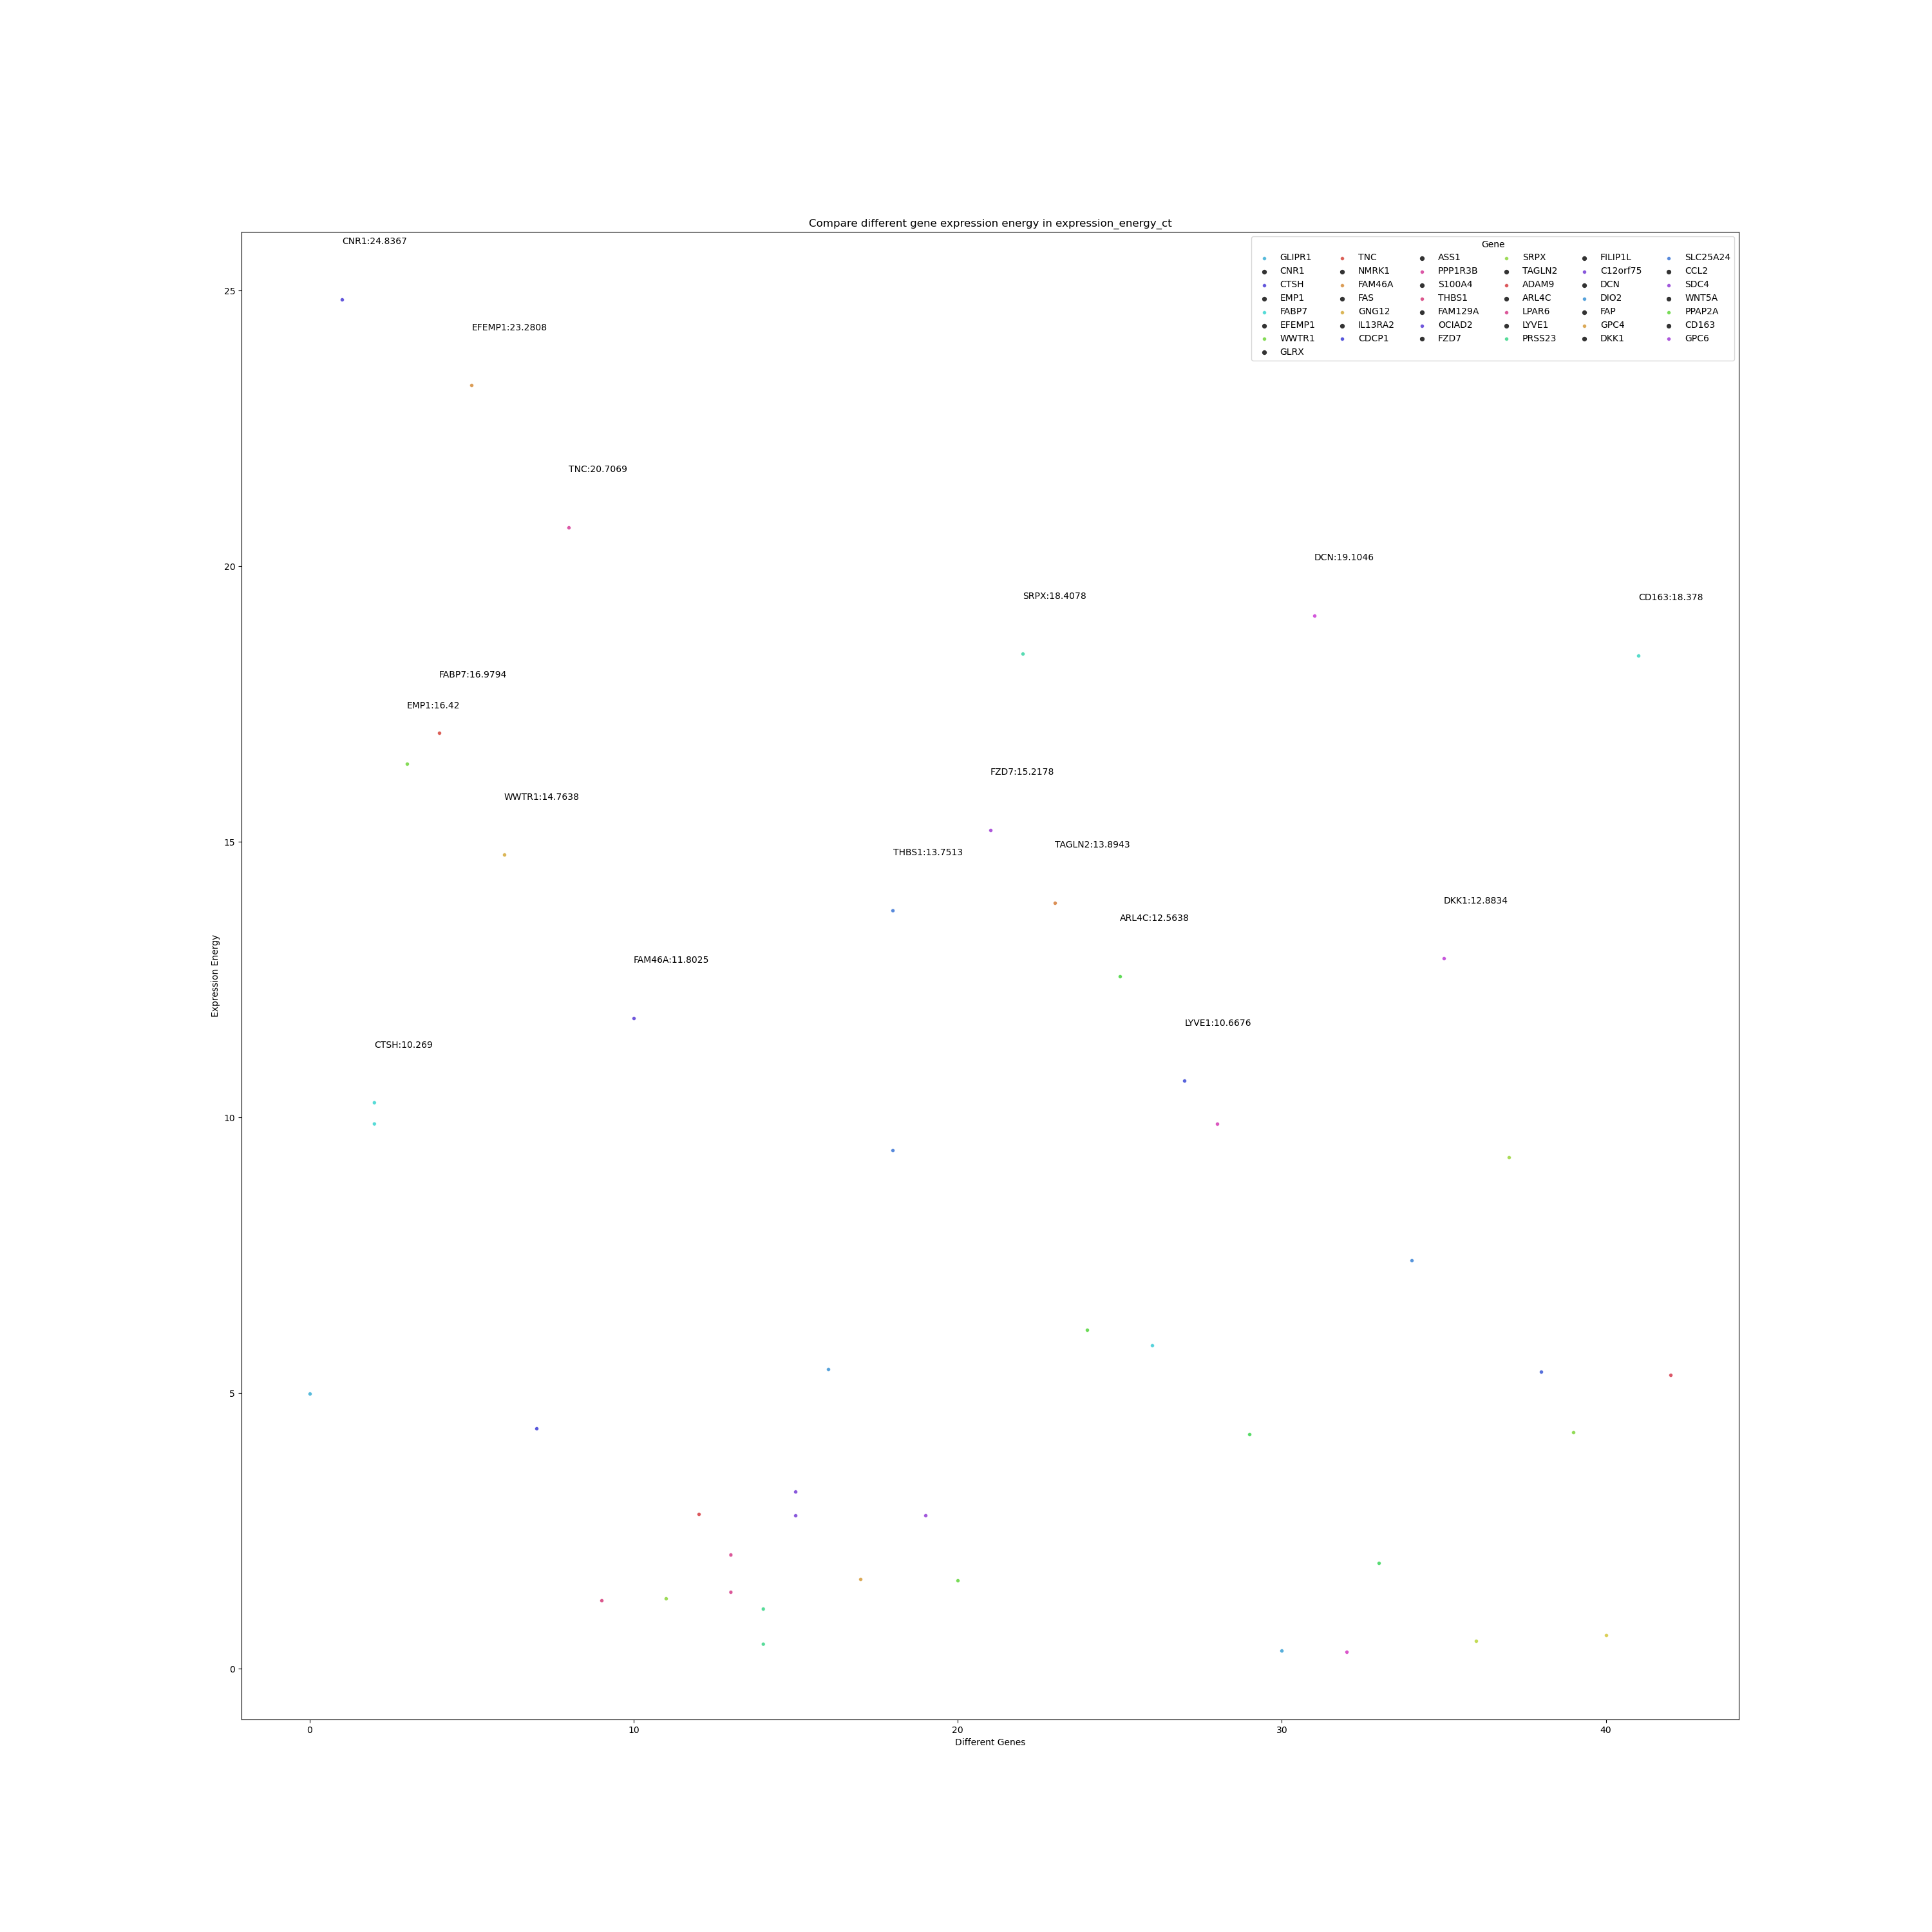 Compare different gene expression energy in expression_energy_ct
CNR1:24.8367
Gene
GLIPR1 TNC ASS1 SRPX FILIP1L SLC25A24
CNR1 NMRK1 PPP1R3B TAGLN2 C12orf75 CCL2
CTSH FAM46A S100A4 ADAM9 DCN SDC4
EMP1 FAS THBS1 ARL4C DIO2 WNT5A
FABP7 GNG12 FAM129A LPAR6 FAP PPAP2A
EFEMP1 IL13RA2 OCIAD2 LYVE1 GPC4 CD163
WWTR1 CDCP1 FZD7 PRSS23 DKK1 GPC6
GLRX
25
EFEMP1:23.2808
TNC:20.7069
20
DCN:19.1046
SRPX:18.4078
CD163:18.378
FABP7:16.9794
EMP1:16.42
FZD7:15.2178
WWTR1:14.7638
15
TAGLN2:13.8943
THBS1:13.7513
DKK1:12.8834
ARL4C:12.5638
FAM46A:11.8025
Expression Energy
LYVE1:10.6676
CTSH:10.269
10
5
0
0 10 20 30 40
Different Genes